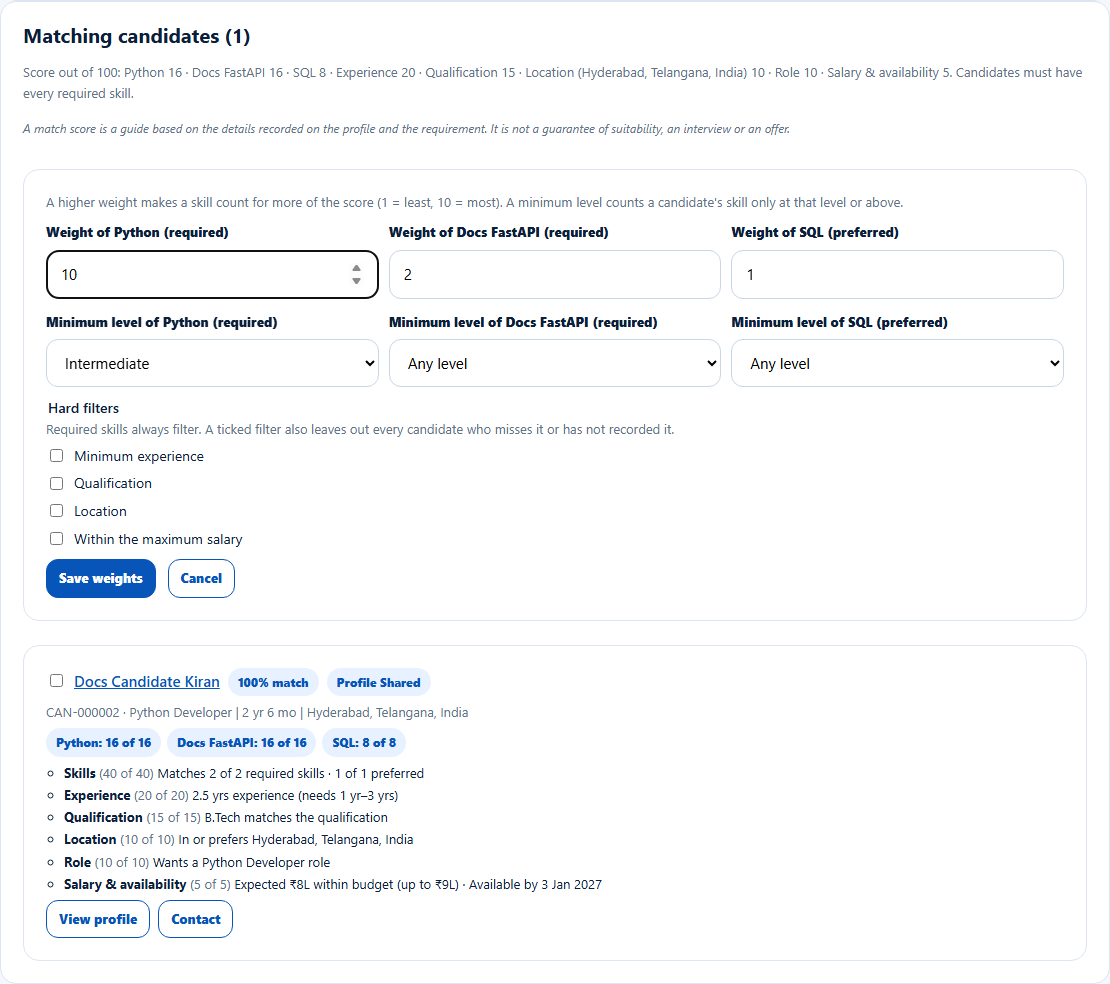 Matching candidates (1)
Score out of 100: Python 16 · Docs FastAPI 16 · SQL 8 · Experience 20 · Qualification 15 · Location (Hyderabad, Telangana, India) 10 · Role 10 · Salary & availability 5. Candidates must have
every required skill.
A match score is a guide based on the details recorded on the profile and the requirement. It is not a guarantee of suitability, an interview or an offer.
A higher weight makes a skill count for more of the score (1 = least, 10 = most). A minimum level counts a candidate's skill only at that level or above.
Weight of Python (required) Weight of Docs FastAPI (required) Weight of SQL (preferred)
10 2 1
Minimum level of Python (required) Minimum level of Docs FastAPI (required) Minimum level of SQL (preferred)
Intermediate Any level Any level
Hard filters
Required skills always filter. A ticked filter also leaves out every candidate who misses it or has not recorded it.
Minimum experience
Qualification
Location
Within the maximum salary
Save weights Cancel
Docs Candidate Kiran 100% match Profile Shared
CAN-000002 · Python Developer | 2 yr 6 mo | Hyderabad, Telangana, India
Python: 16 of 16 Docs FastAPI: 16 of 16 SQL: 8 of 8
Skills (40 of 40) Matches 2 of 2 required skills · 1 of 1 preferred
Experience (20 of 20) 2.5 yrs experience (needs 1 yr–3 yrs)
Qualification (15 of 15) B.Tech matches the qualification
Location (10 of 10) In or prefers Hyderabad, Telangana, India
Role (10 of 10) Wants a Python Developer role
Salary & availability (5 of 5) Expected ₹8L within budget (up to ₹9L) · Available by 3 Jan 2027
View profile Contact